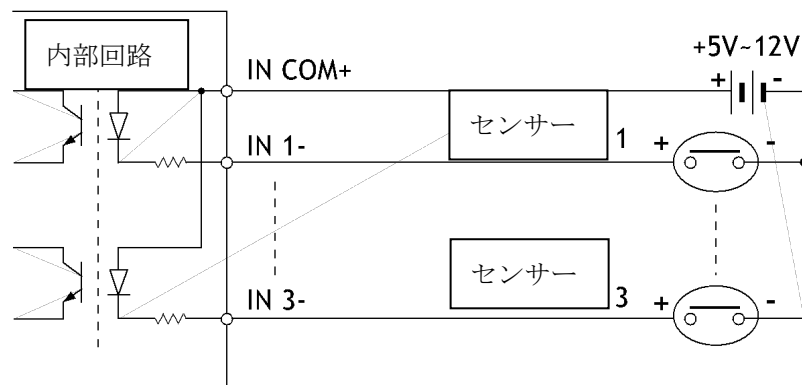 内部回路
+5V~12V
IN COM+
+ -
センサー 1
+ -
IN 1-
センサー 3
+ -
IN 3-